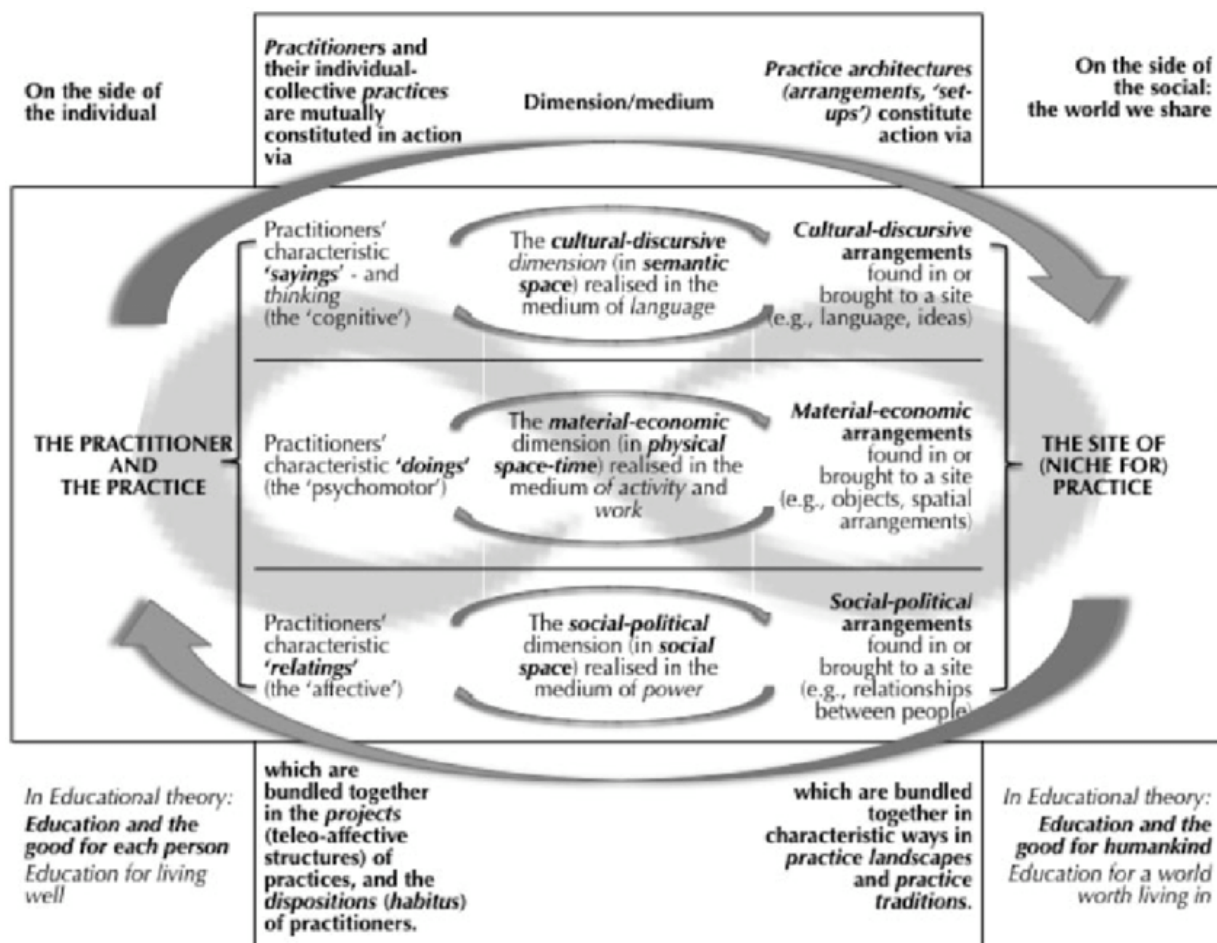 On the side of
the individual
Practitioners and
their individual-
collective practices
are mutually
constituted in action
via
Dimension/medium
Practice architectures
(arrangements, ‘set-
ups’) constitute
action via
On the side of
the social:
the world we share
THE PRACTITIONER
AND
THE PRACTICE
Practitioners’
characteristic
‘sayings’ - and
thinking
(the ‘cognitive’)
The cultural-discursive
dimension (in semantic
space) realised in the
medium of language
Cultural-discursive
arrangements
found in or
brought to a site
(e.g., language, ideas)
Practitioners’
characteristic ‘doings’
(the ‘psychomotor’)
The material-economic
dimension (in physical
space-time) realised in the
medium of activity and
work
Material-economic
arrangements
found in or
brought to a site
(e.g., objects, spatial
arrangements)
Practitioners’
characteristic
‘relatings’
(the ‘affective’)
The social-political
dimension (in social
space) realised in the
medium of power
Social-political
arrangements
found in or
brought to a site
(e.g., relationships
between people)
THE SITE OF
(NICHE FOR)
PRACTICE
In Educational theory:
Education and the
good for each person
Education for living
well
which are
bundled together
in the projects
(teleo-affective
structures) of
practices, and the
dispositions (habitus)
of practitioners.
which are bundled
together in
characteristic ways in
practice landscapes
and practice
traditions.
In Educational theory:
Education and the
good for humankind
Education for a world
worth living in